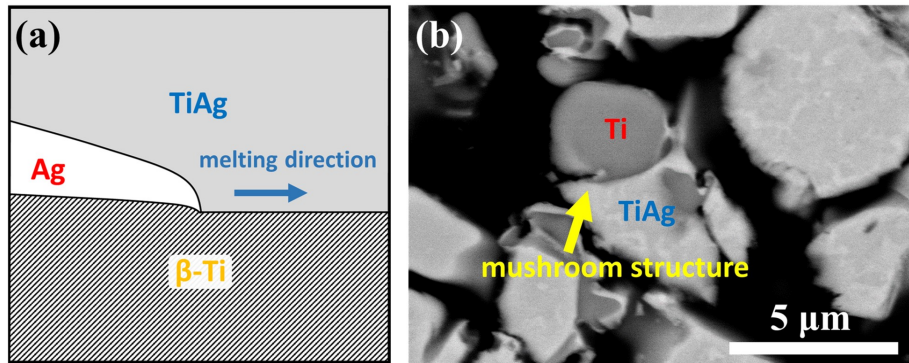 (a)
TiAg
melting direction
Ag
β-Ti
(b)
Ti
TiAg
mushroom structure
5 μm